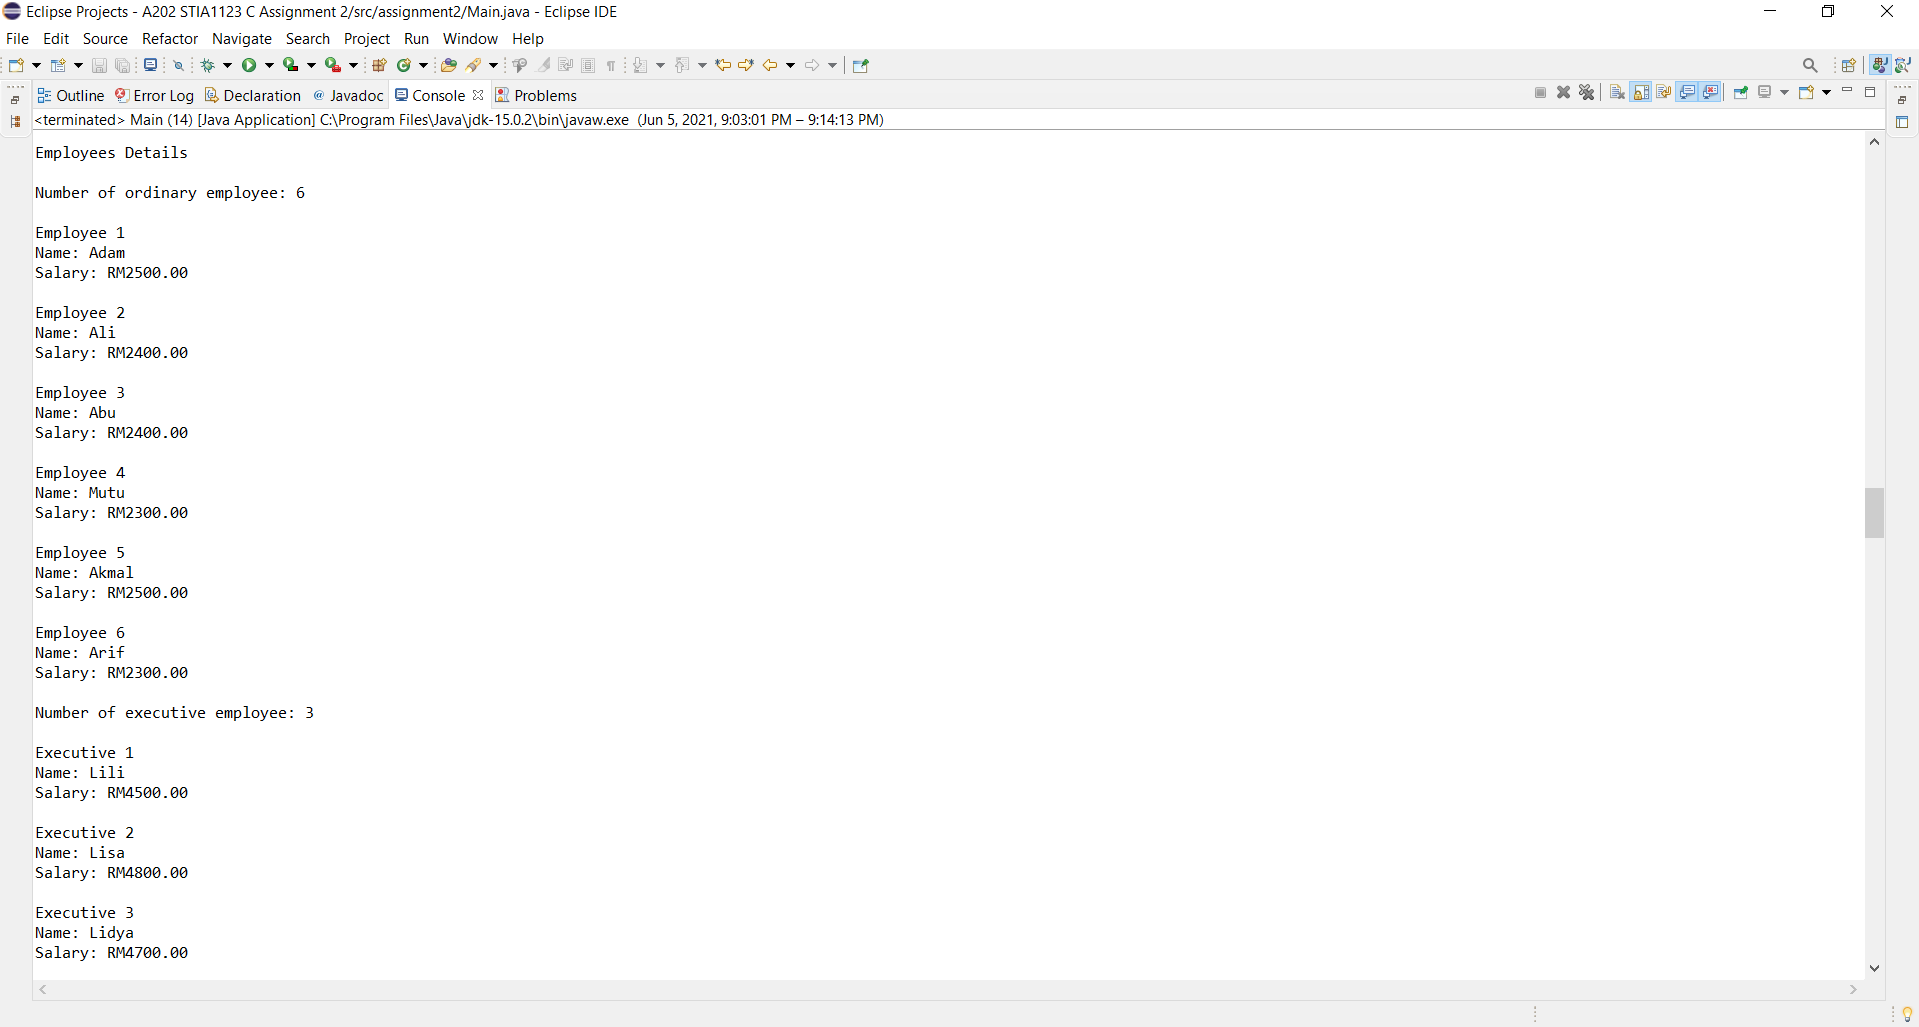 Eclipse Projects - A202 STIA1123 C Assignment 2/src/assignment2/Main.java - Eclipse IDE
File Edit Source Refactor Navigate Search Project Run Window Help
Outline Error Log Declaration @ Javadoc Console Problems
<terminated> Main (14) [Java Application] C:\Program Files\Java\jdk-15.0.2\bin\javaw.exe (Jun 5, 2021, 9:03:01 PM – 9:14:13 PM)
Employees Details
Number of ordinary employee: 6
Employee 1
Name: Adam
Salary: RM2500.00
Employee 2
Name: Ali
Salary: RM2400.00
Employee 3
Name: Abu
Salary: RM2400.00
Employee 4
Name: Mutu
Salary: RM2300.00
Employee 5
Name: Akmal
Salary: RM2500.00
Employee 6
Name: Arif
Salary: RM2300.00
Number of executive employee: 3
Executive 1
Name: Lili
Salary: RM4500.00
Executive 2
Name: Lisa
Salary: RM4800.00
Executive 3
Name: Lidya
Salary: RM4700.00